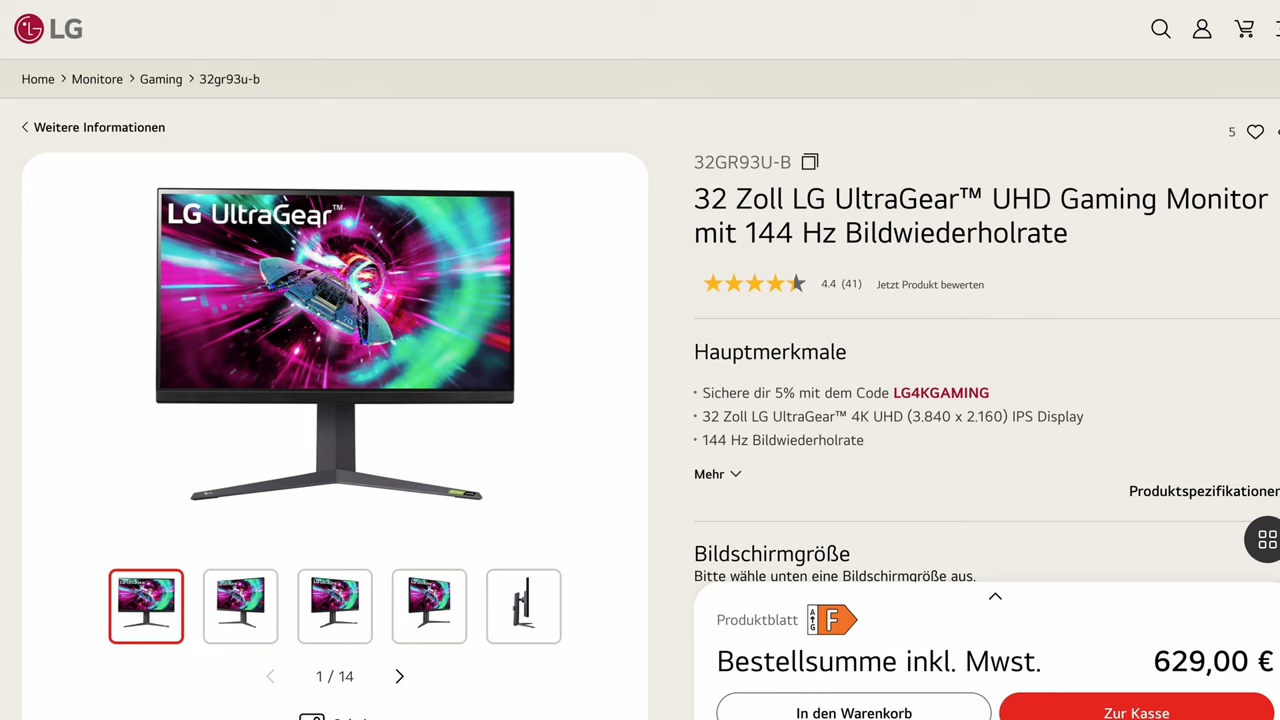 LG
Home > Monitore > Gaming > 32gr93u-b
Weitere Informationen
5
LG UltraGear™
32GR93U-B
32 Zoll LG UltraGear™ UHD Gaming Monitor
mit 144 Hz Bildwiederholrate
4.4 (41) Jetzt Produkt bewerten
Hauptmerkmale
• Sichere dir 5% mit dem Code LG4KGAMING
• 32 Zoll LG UltraGear™ 4K UHD (3.840 x 2.160) IPS Display
• 144 Hz Bildwiederholrate
Mehr
Produktspezifikationen
Bildschirmgröße
Bitte wähle unten eine Bildschirmgröße aus.
1 / 14
Produktblatt A G F
Bestellsumme inkl. Mwst. 629,00 €
In den Warenkorb
Zur Kasse